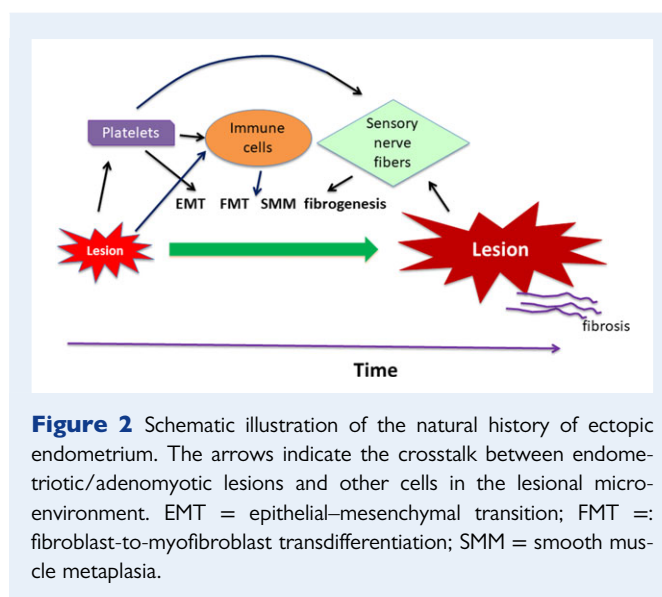 Platelets
Immune
cells
Sensory
nerve
fibers
EMT FMT SMM fibrogenesis
Lesion
Lesion
fibrosis
Time
Figure 2 Schematic illustration of the natural history of ectopic
endometrium. The arrows indicate the crosstalk between endome-
triotic/adenomyotic lesions and other cells in the lesional micro-
environment. EMT = epithelial–mesenchymal transition; FMT =:
fibroblast-to-myofibroblast transdifferentiation; SMM = smooth mus-
cle metaplasia.